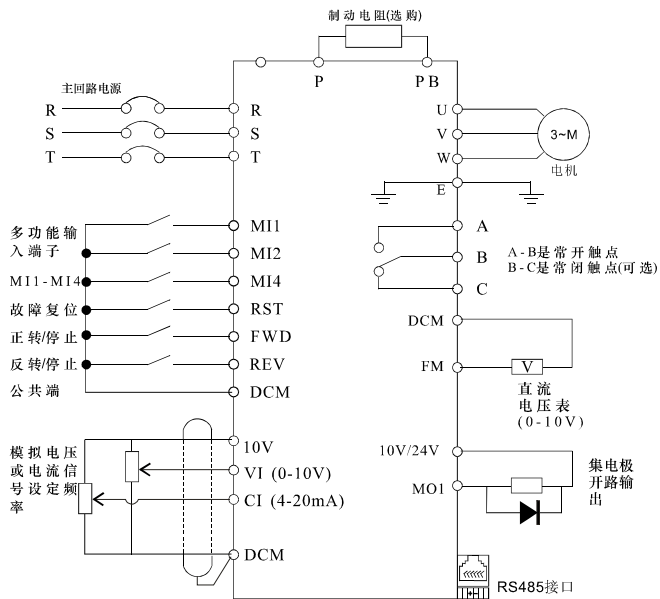 制动电阻(选购)
P
PB
主回路电源
R
R
S
S
T
T
U
V
W
3~M
电机
E
多功能输
入端子
MI1-MI4
故障复位
正转/停止
反转/停止
公共端
MI1
MI2
MI4
RST
FWD
REV
DCM
A
B
C
A-B是常开触点
B-C是常闭触点(可选)
DCM
FM
V
直流
电压表
(0-10V)
模拟电压
或电流信
号设定频
率
10V
VI (0-10V)
CI (4-20mA)
DCM
10V/24V
MO1
集电极
开路输
出
RS485接口